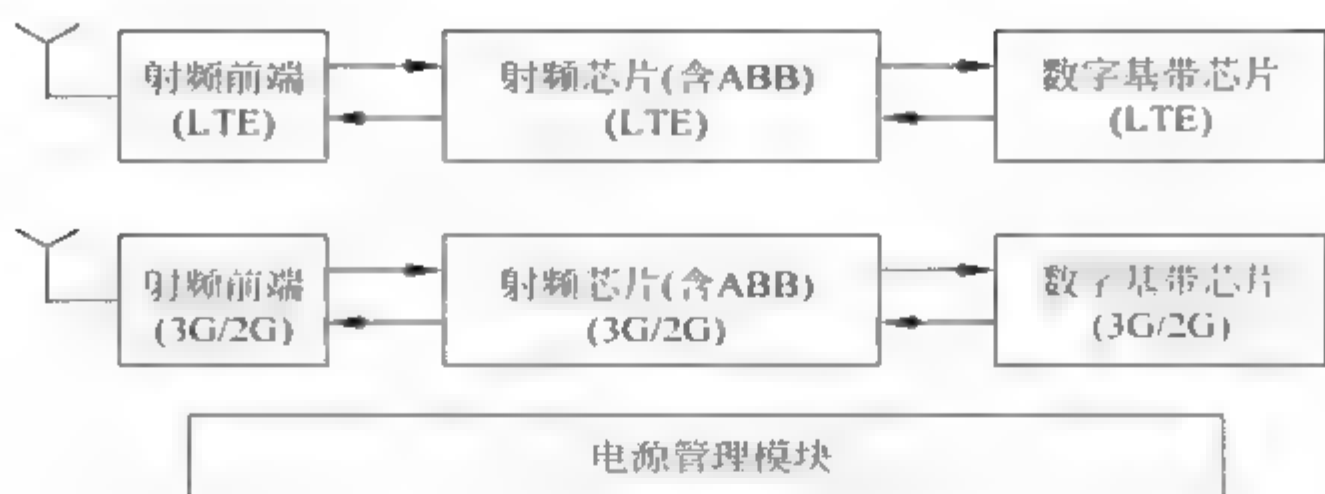 射频前端
(LTE)
射频芯片(含ABB)
(LTE)
数字基带芯片
(LTE)
射频前端
(3G/2G)
射频芯片(含ABB)
(3G/2G)
数字基带芯片
(3G/2G)
电源管理模块